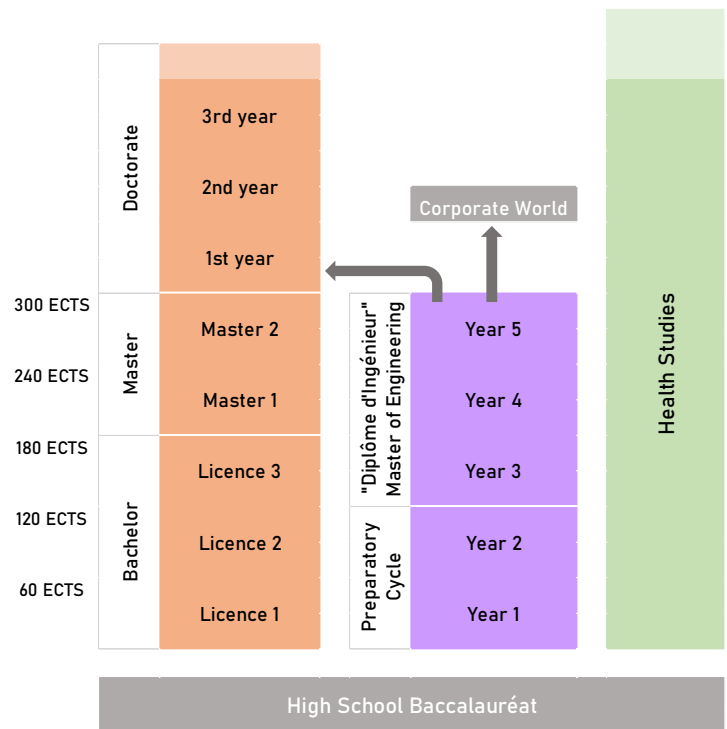 Doctorate
3rd year
2nd year
1st year
Corporate World
300 ECTS
240 ECTS
180 ECTS
120 ECTS
60 ECTS
Master
Master 2
Master 1
Bachelor
Licence 3
Licence 2
Licence 1
"Diplôme d'Ingénieur"
Master of Engineering
Year 5
Year 4
Year 3
Preparatory
Cycle
Year 2
Year 1
Health Studies
High School Baccalauréat